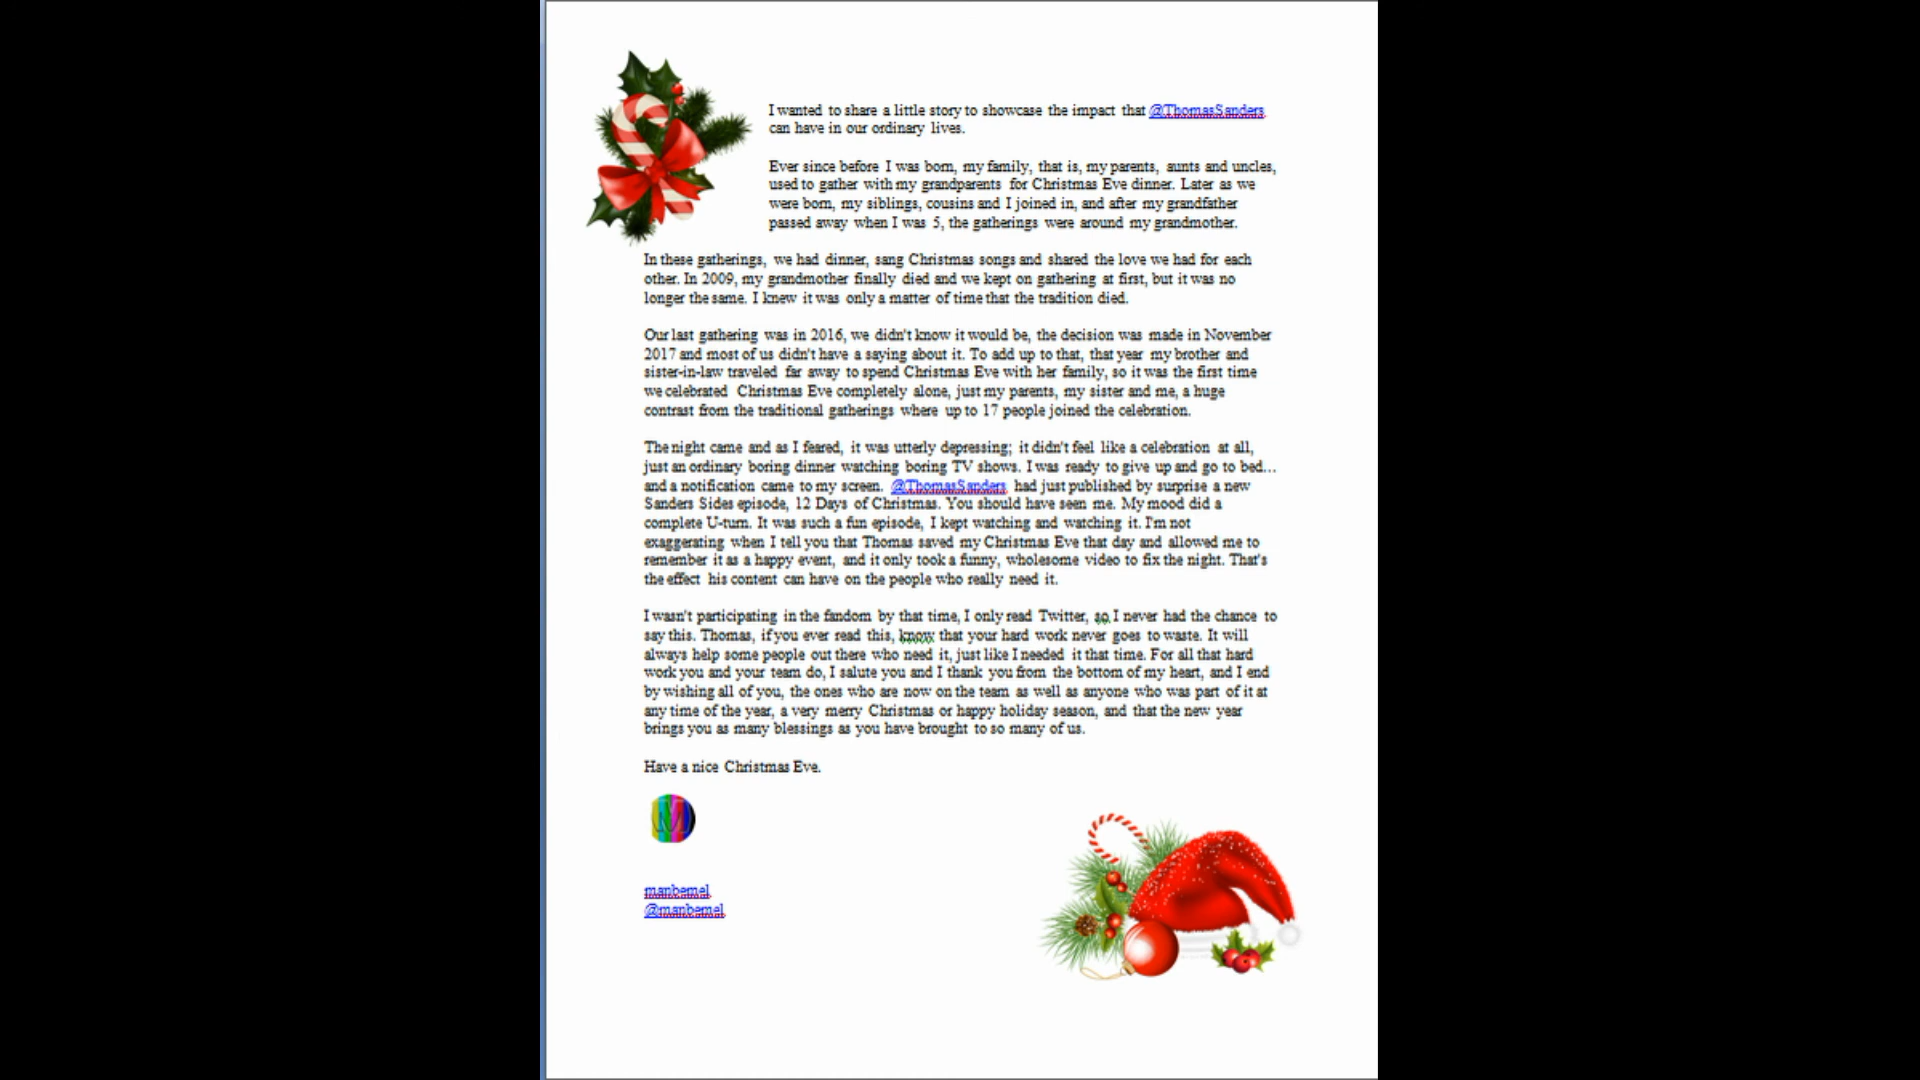 I wanted to share a little story to showcase the impact that @ThomasSanders
can have in our ordinary lives.
Ever since before I was born, my family, that is, my parents, aunts and uncles,
used to gather with my grandparents for Christmas Eve dinner. Later as we
were born, my siblings, cousins and I joined in, and after my grandfather
passed away when I was 5, the gatherings were around my grandmother.
In these gatherings, we had dinner, sang Christmas songs and shared the love we had for each
other. In 2009, my grandmother finally died and we kept on gathering at first, but it was no
longer the same. I knew it was only a matter of time that the tradition died.
Our last gathering was in 2016, we didn't know it would be, the decision was made in November
2017 and most of us didn't have a saying about it. To add up to that, that year my brother and
sister-in-law traveled far away to spend Christmas Eve with her family, so it was the first time
we celebrated Christmas Eve completely alone, just my parents, my sister and me, a huge
contrast from the traditional gatherings where up to 17 people joined the celebration.
The night came and as I feared, it was utterly depressing; it didn't feel like a celebration at all,
just an ordinary boring dinner watching boring TV shows. I was ready to give up and go to bed...
and a notification came to my screen. @ThomasSanders had just published by surprise a new
Sanders Sides episode, 12 Days of Christmas. You should have seen me. My mood did a
complete U-turn. It was such a fun episode, I kept watching and watching it. I'm not
exaggerating when I tell you that Thomas saved my Christmas Eve that day and allowed me to
remember it as a happy event, and it only took a funny, wholesome video to fix the night. That's
the effect his content can have on the people who really need it.
I wasn't participating in the fandom by that time, I only read Twitter, so I never had the chance to
say this. Thomas, if you ever read this, know that your hard work never goes to waste. It will
always help some people out there who need it, just like I needed it that time. For all that hard
work you and your team do, I salute you and I thank you from the bottom of my heart, and I end
by wishing all of you, the ones who are now on the team as well as anyone who was part of it at
any time of the year, a very merry Christmas or happy holiday season, and that the new year
brings you as many blessings as you have brought to so many of us.
Have a nice Christmas Eve.
M
manbemel
@manbemel